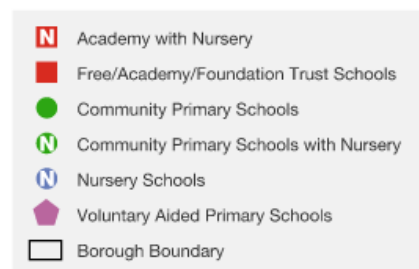 N Academy with Nursery
Free/Academy/Foundation Trust Schools
Community Primary Schools
N Community Primary Schools with Nursery
N Nursery Schools
Voluntary Aided Primary Schools
Borough Boundary